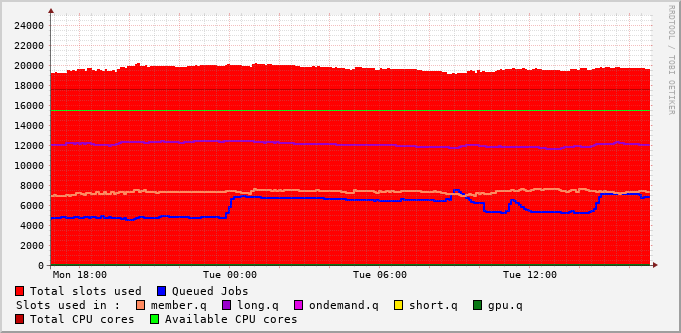 RRDTOOL / TOBI OETIKER
24000
22000
20000
18000
16000
14000
12000
10000
8000
6000
4000
2000
0
Mon 18:00 Tue 00:00 Tue 06:00 Tue 12:00
Total slots used Queued Jobs
Slots used in : member.q long.q ondemand.q short.q gpu.q
Total CPU cores Available CPU cores